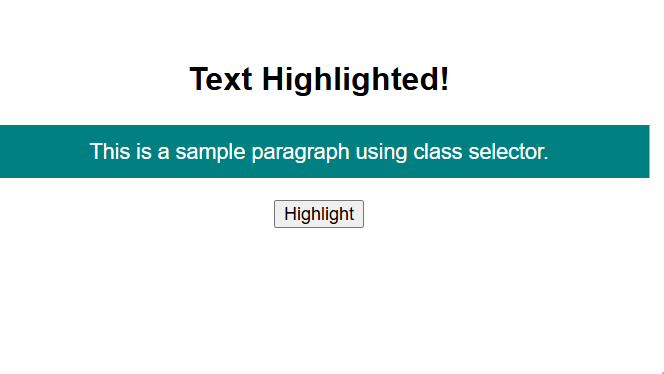 Text Highlighted!
This is a sample paragraph using class selector.
Highlight